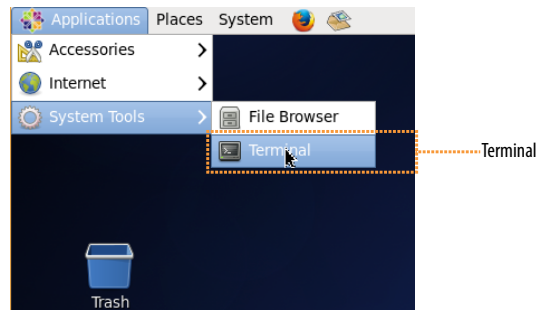 Applications Places System
Accessories
Internet
System Tools
File Browser
Terminal
Terminal
Trash